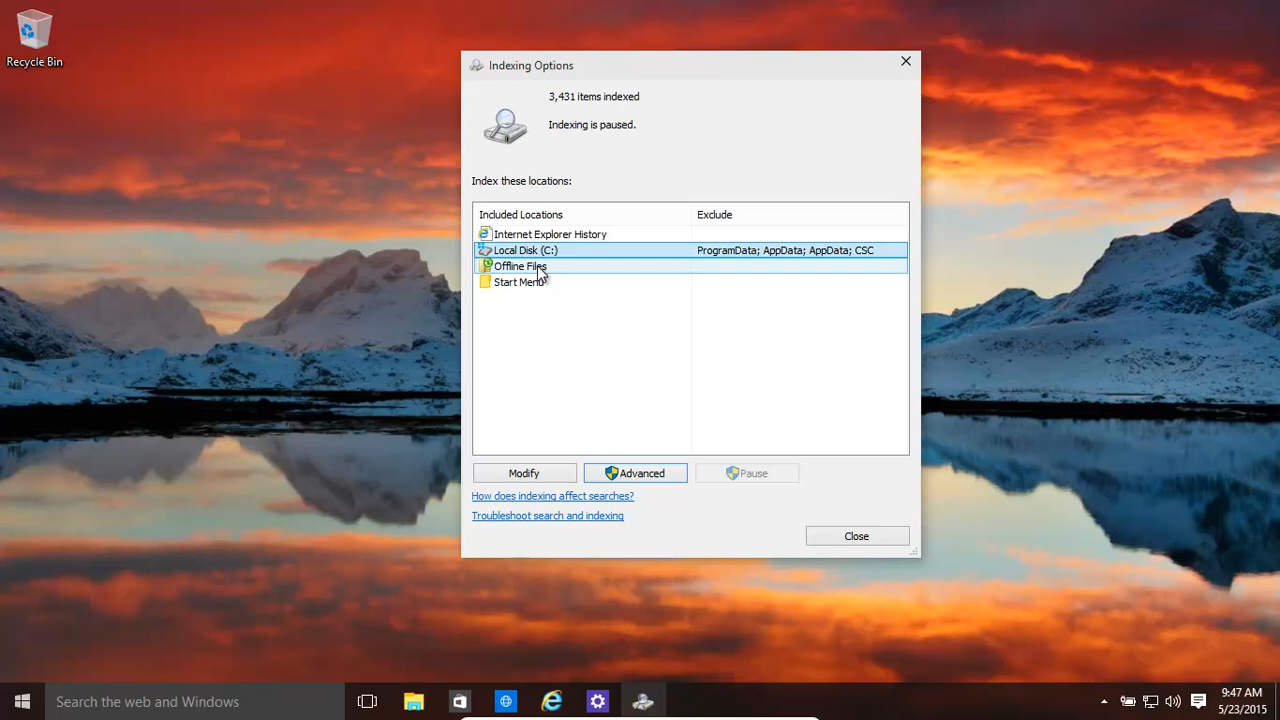 Recycle Bin
Indexing Options
3,431 items indexed
Indexing is paused.
Index these locations:
Included Locations Exclude
Internet Explorer History
Local Disk (C:) ProgramData; AppData; AppData; CSC
Offline Files
Start Menu
Modify Advanced Pause
How does indexing affect searches?
Troubleshoot search and indexing
Close
Search the web and Windows
9:47 AM
5/23/2015